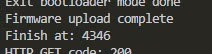 Exit bootloader mode done
Firmware upload complete
Finish at: 4346
HTTP GET code: 200